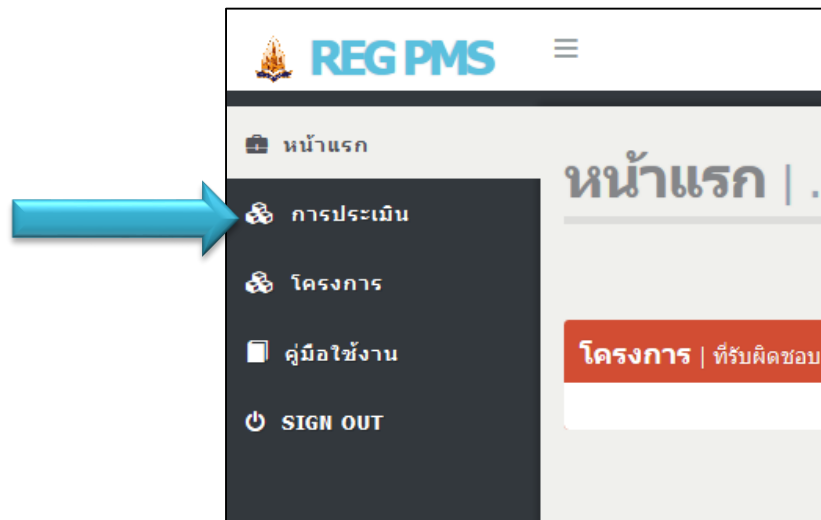 REG PMS
หน้าแรก
หน้าแรก | .
การประเมิน
โครงการ
โครงการ | ที่รับผิดชอบ
คู่มือใช้งาน
SIGN OUT